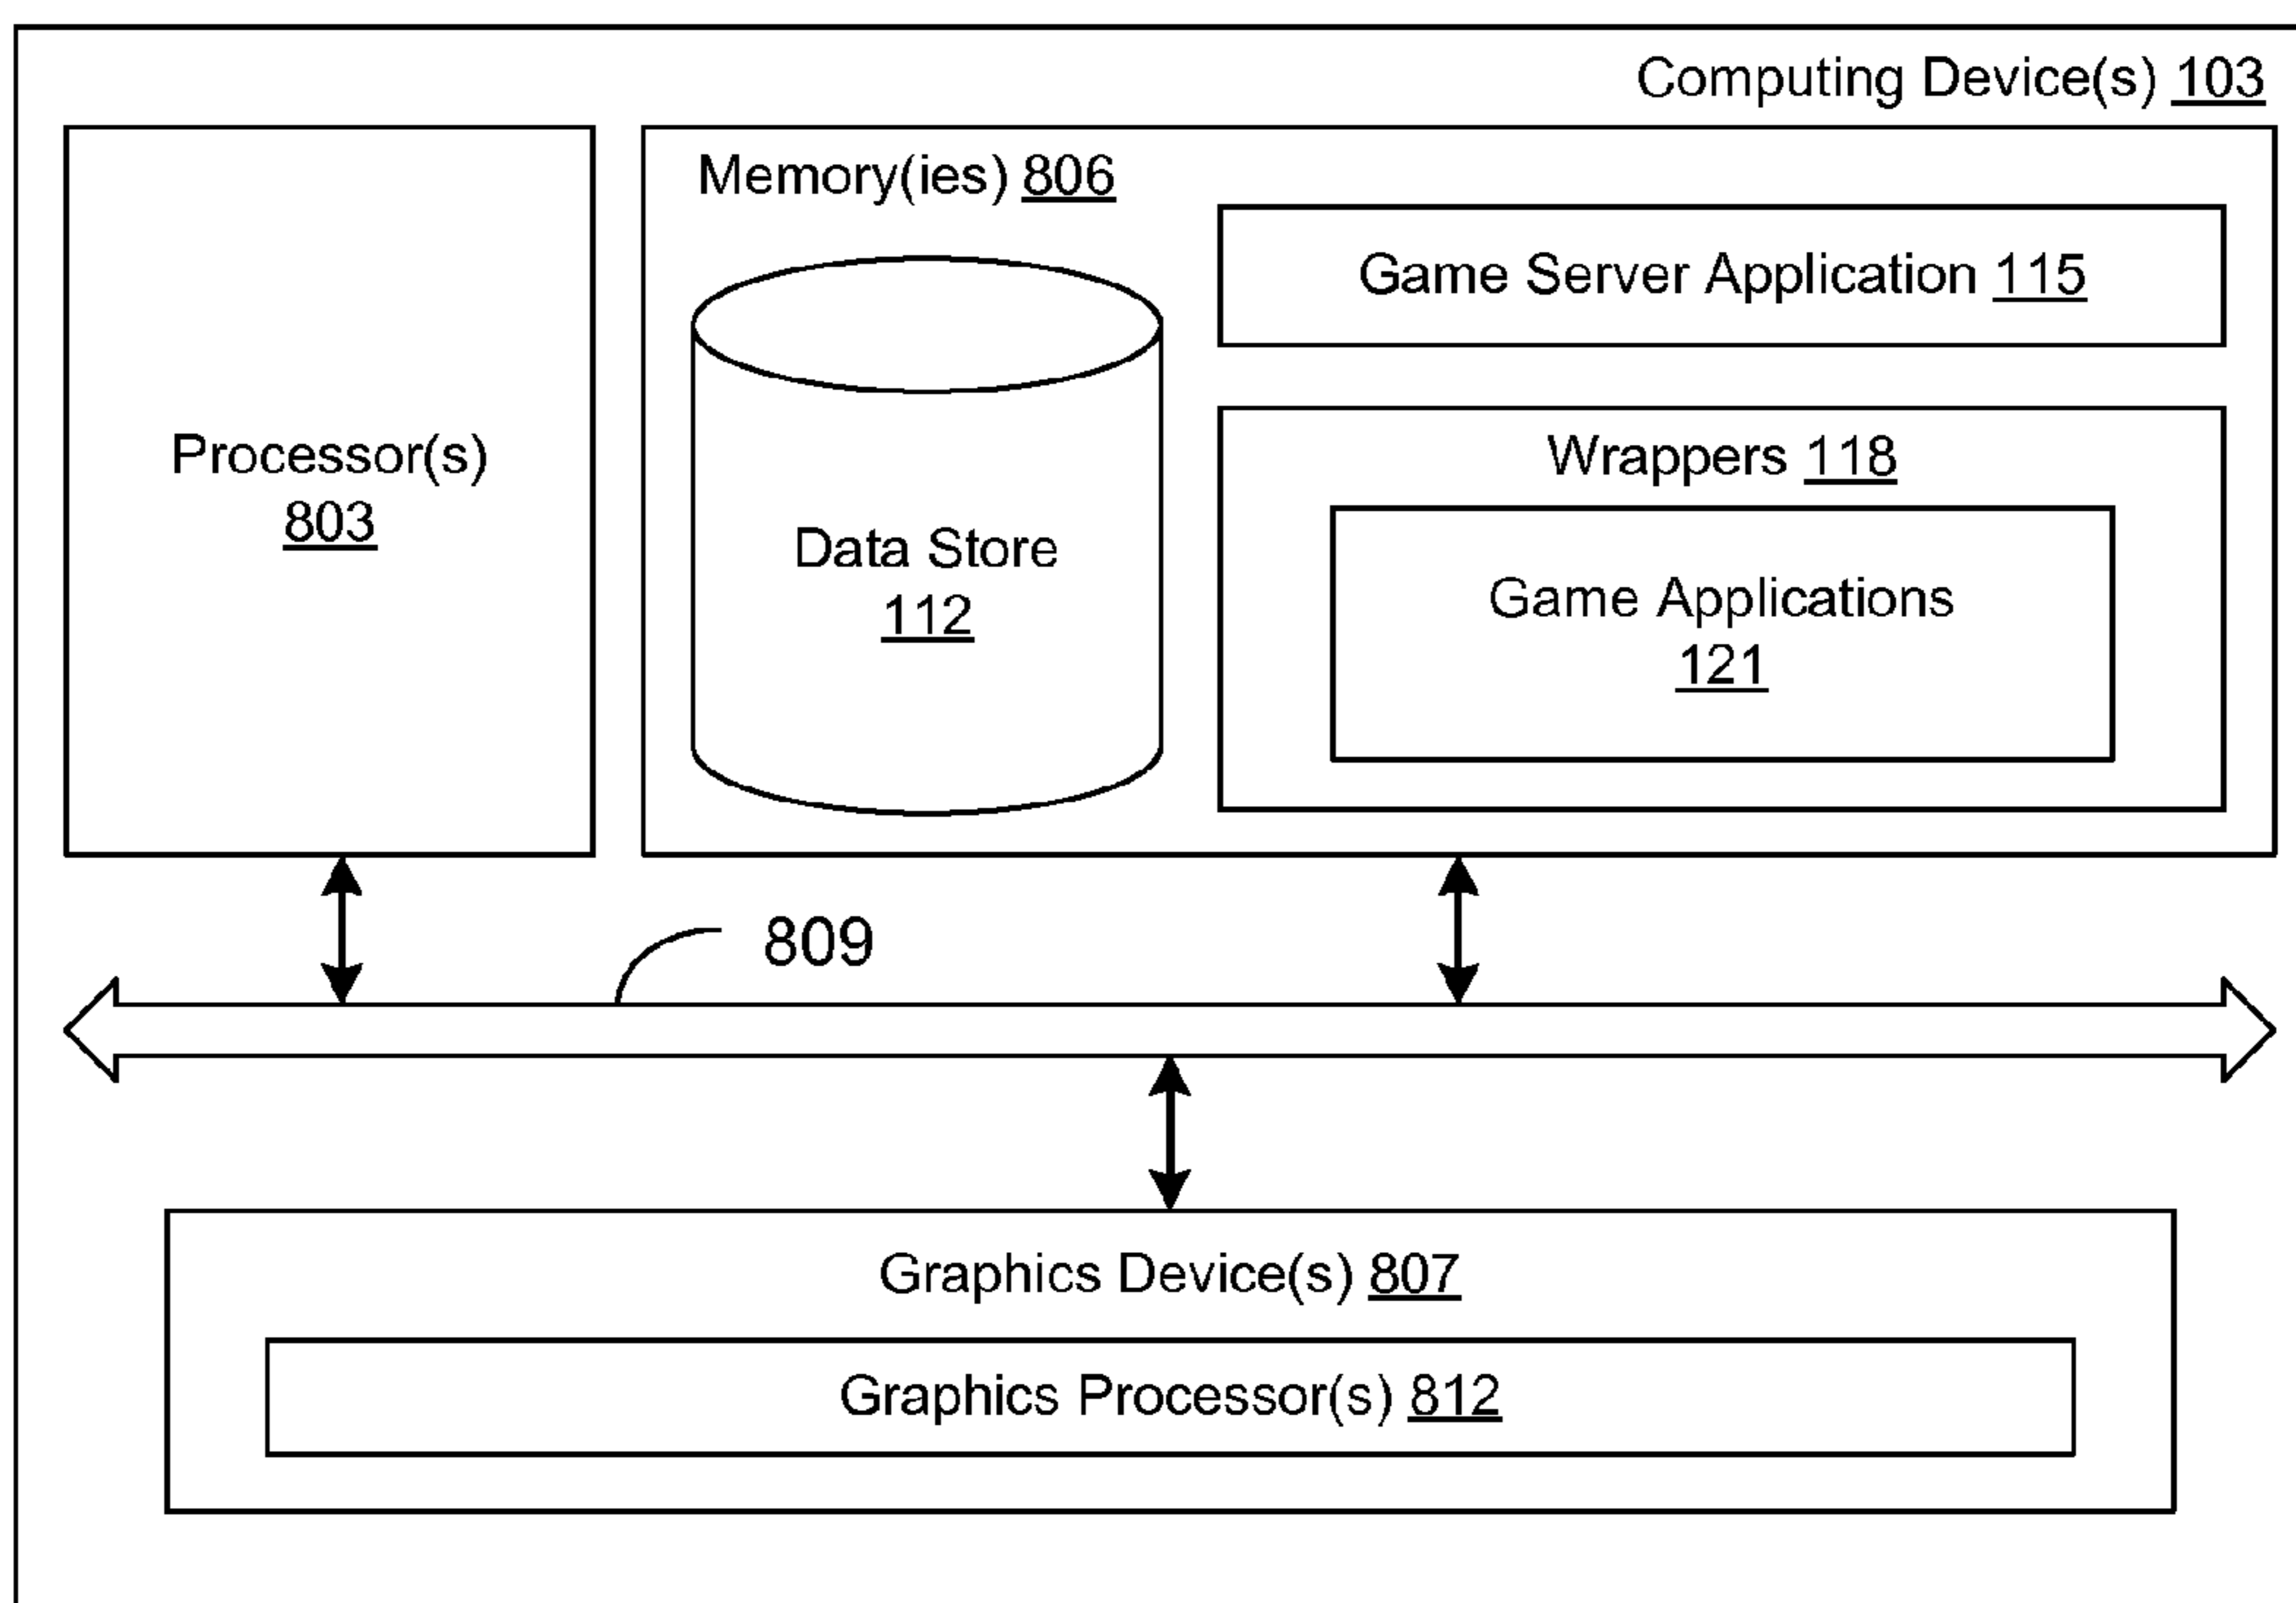 Computing Device(s) 103
Processor(s)
803
Memory(ies) 806
Data Store
112
Game Server Application 115
Wrappers 118
Game Applications
121
809
Graphics Device(s) 807
Graphics Processor(s) 812